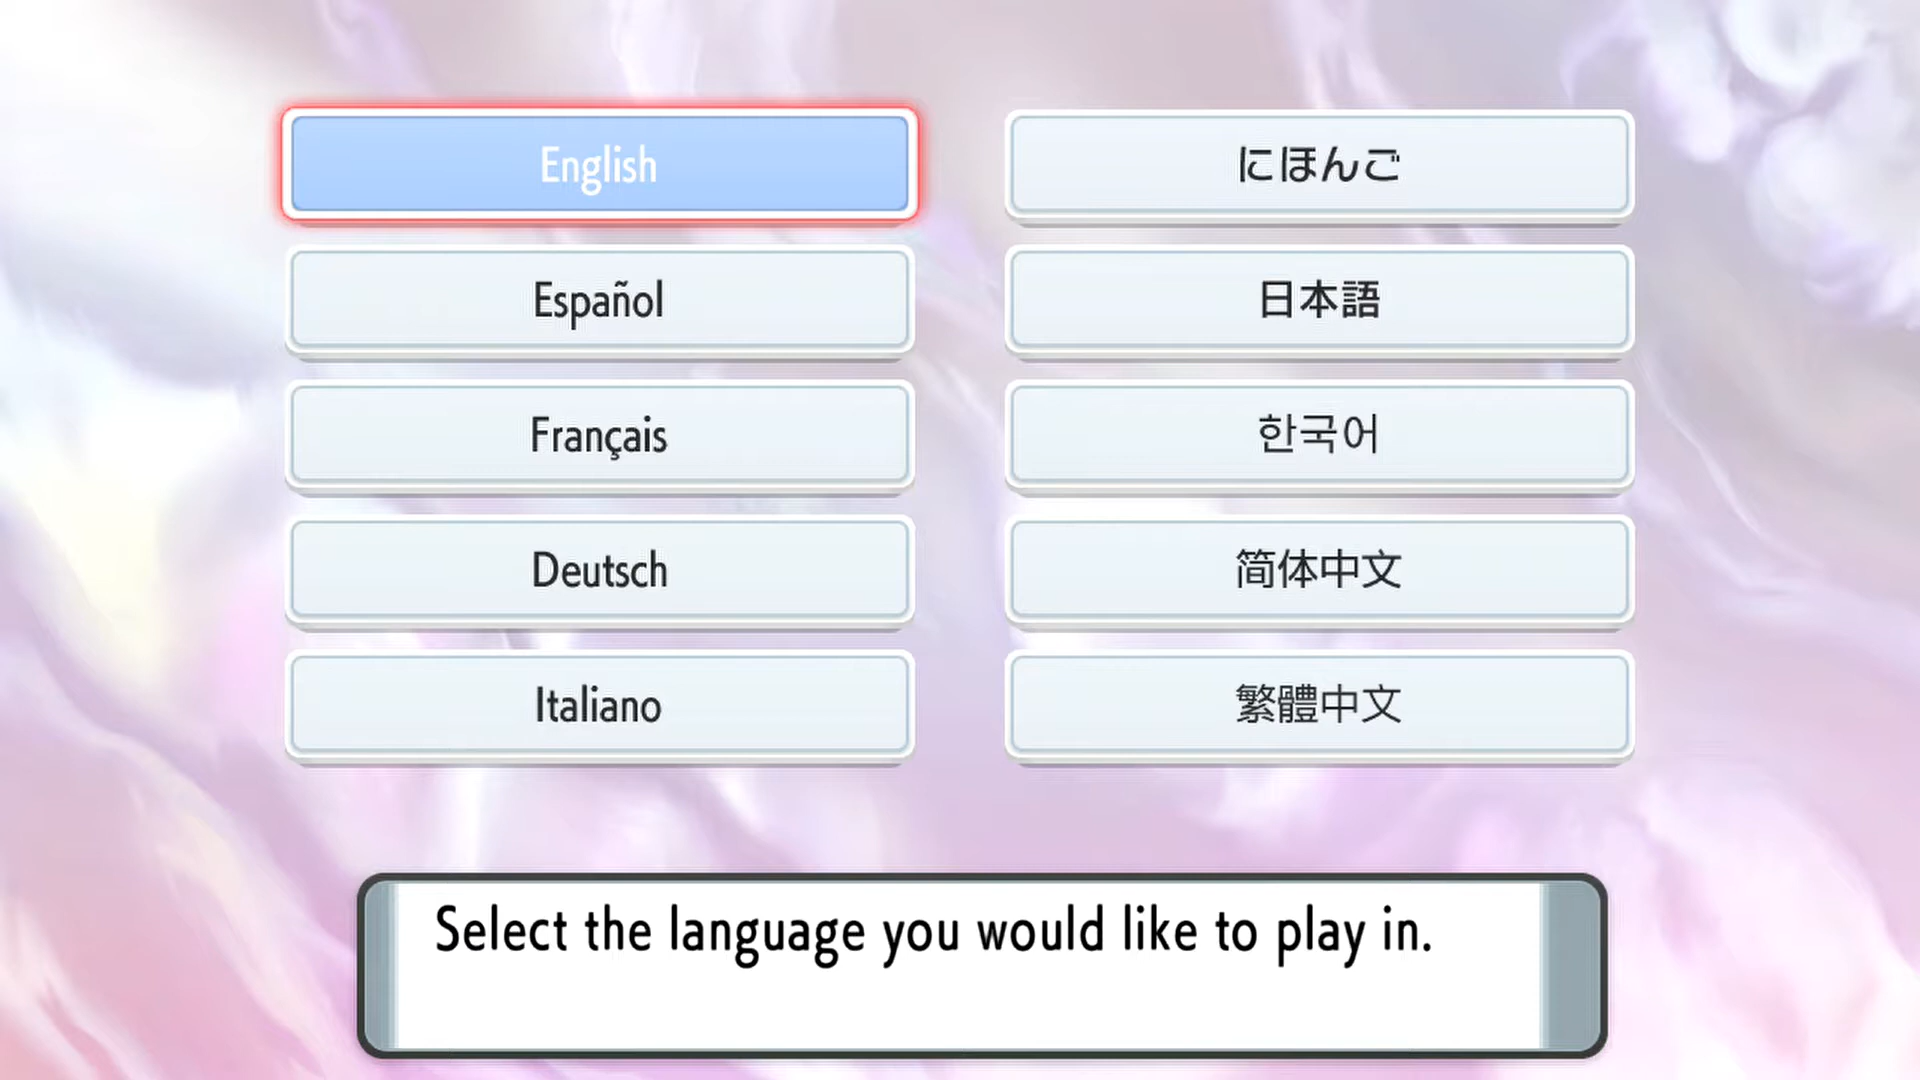 English
Español
Français
Deutsch
Italiano
にほんご
日本語
한국어
简体中文
繁體中文
Select the language you would like to play in.